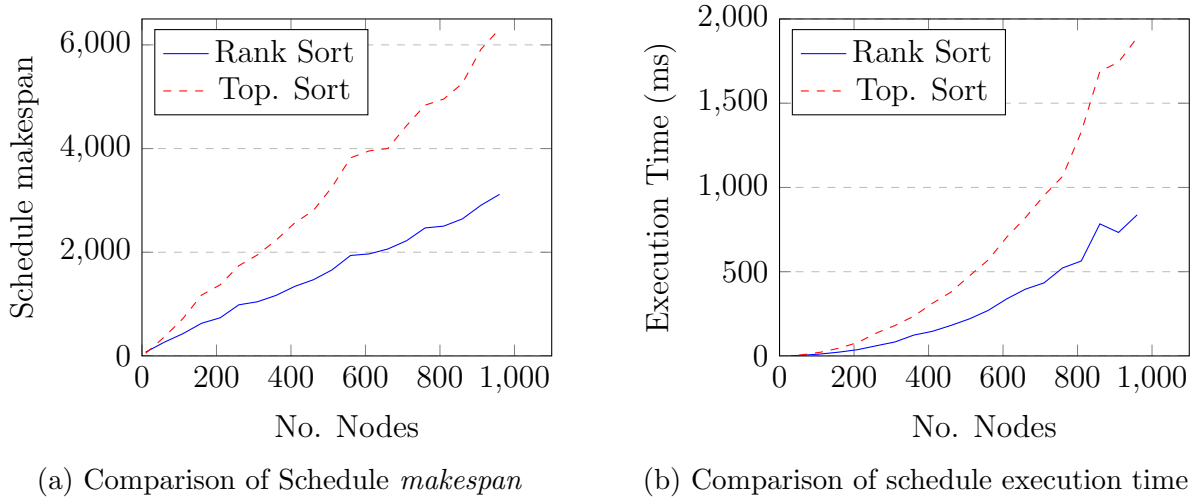 Schedule makespan
6,000
4,000
2,000
0
Rank Sort
Top. Sort
0
200
400
600
800
1,000
No. Nodes
(a) Comparison of Schedule makespan
Execution Time (ms)
2,000
1,500
1,000
500
0
Rank Sort
Top. Sort
0
200
400
600
800
1,000
No. Nodes
(b) Comparison of schedule execution time